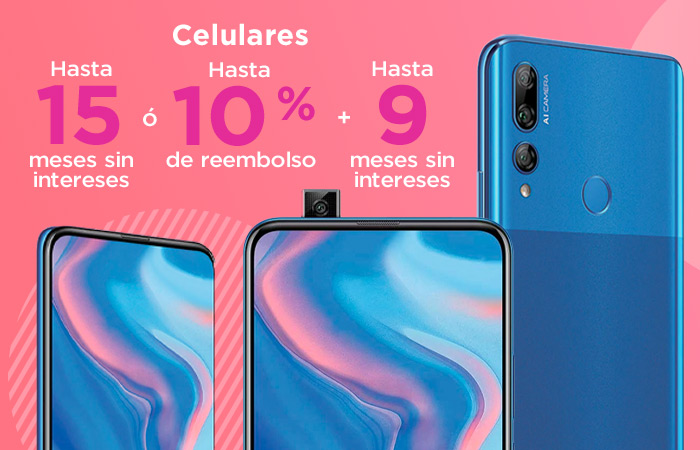 Celulares
Hasta
15
meses sin
intereses
ó
Hasta
10%
de reembolso
+
Hasta
9
meses sin
intereses
AI CAMERA